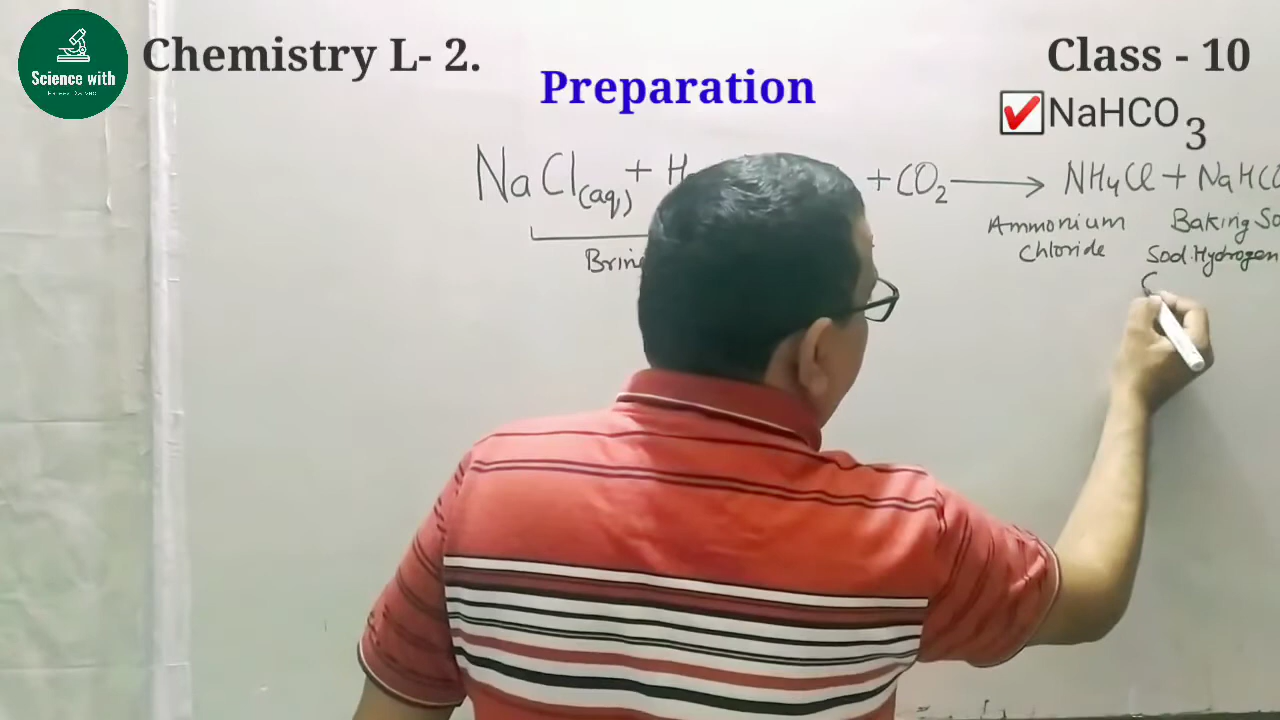 Chemistry L- 2.
Class - 10
Science with
Preparation
NaHCO3
NaCl(aq) + H
+ CO2 → NH4Cl + NaHCO
Ammonium
Chloride
Baking So
Brine
Sod. Hydrogen
C